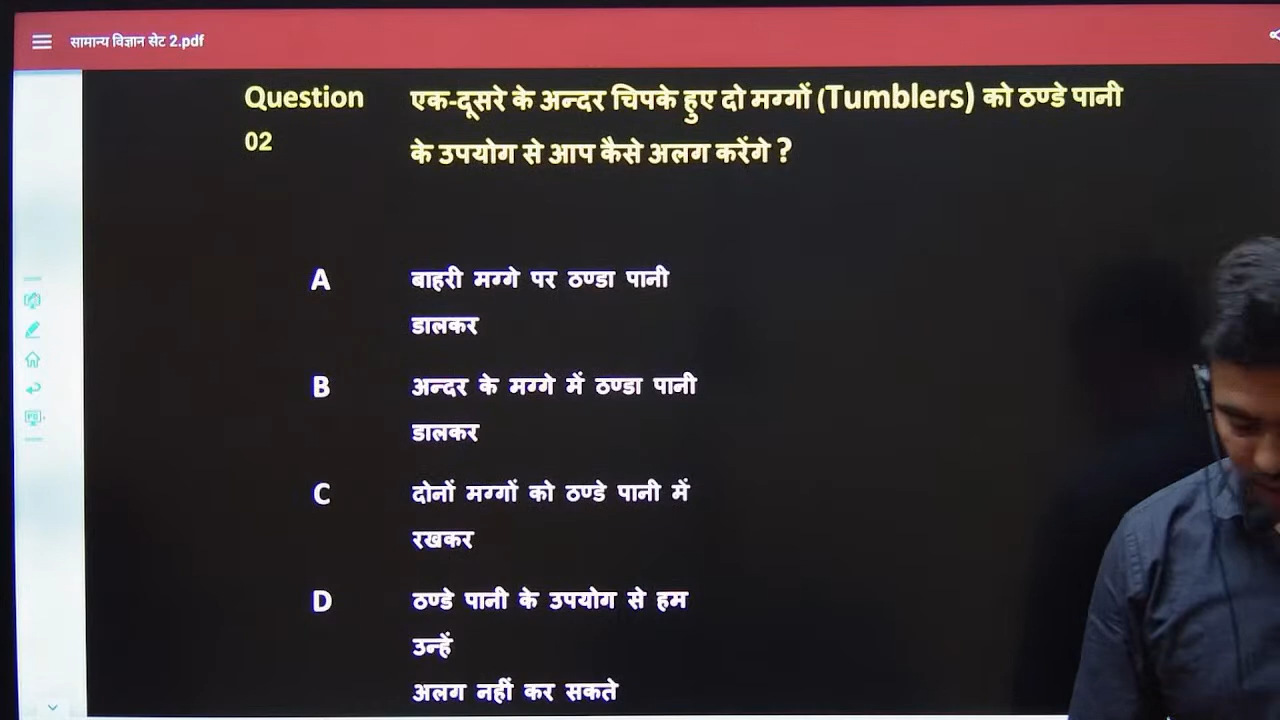 सामान्य विज्ञान सेट 2.pdf
Question 02
एक-दूसरे के अन्दर चिपके हुए दो मग्गों (Tumblers) को ठण्डे पानी
के उपयोग से आप कैसे अलग करेंगे ?
A
बाहरी मग्गे पर ठण्डा पानी
डालकर
B
अन्दर के मग्गे में ठण्डा पानी
डालकर
C
दोनों मग्गों को ठण्डे पानी में
रखकर
D
ठण्डे पानी के उपयोग से हम
उन्हें
अलग नहीं कर सकते